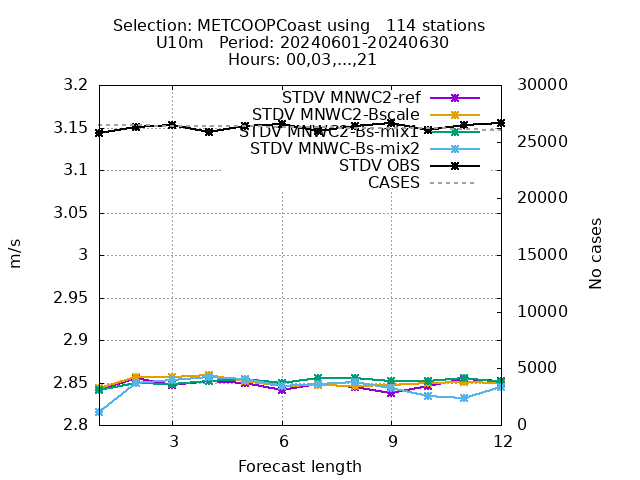 Selection: METCOOPCoast using   114 stations
U10m   Period: 20240601-20240630
Hours: 00,03,...,21
3.2
3.15
3.1
3.05
3
2.95
2.9
2.85
2.8
m/s
30000
25000
20000
15000
10000
5000
0
No cases
STDV MNWC2-ref
STDV MNWC2-Bscale
STDV MNWC2-Bs-mix1
STDV MNWC-Bs-mix2
STDV OBS
CASES
3
6
9
12
Forecast length